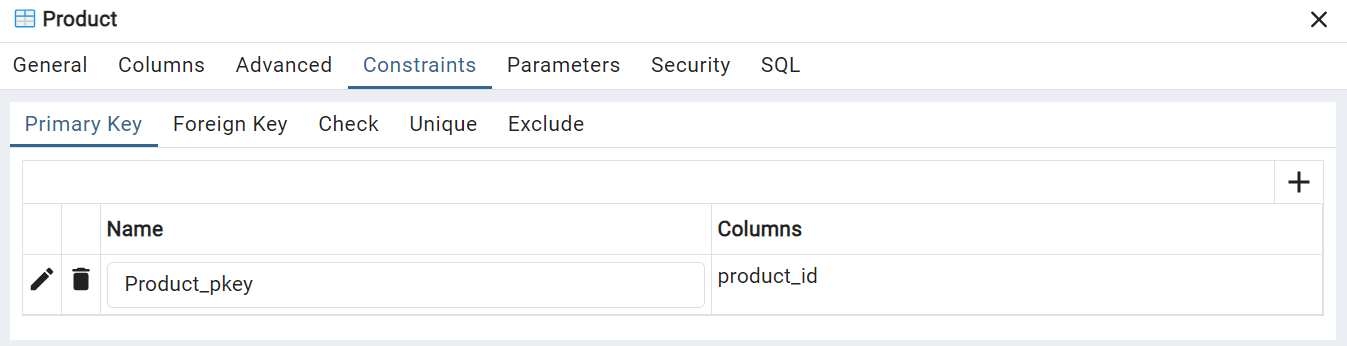 Product
General Columns Advanced Constraints Parameters Security SQL
Primary Key Foreign Key Check Unique Exclude
Name Columns
Product_pkey product_id